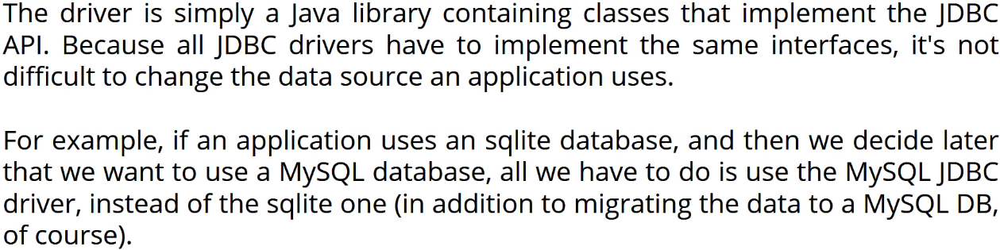 The driver is simply a Java library containing classes that implement the JDBC
API. Because all JDBC drivers have to implement the same interfaces, it's not
difficult to change the data source an application uses.
For example, if an application uses an sqlite database, and then we decide later
that we want to use a MySQL database, all we have to do is use the MySQL JDBC
driver, instead of the sqlite one (in addition to migrating the data to a MySQL DB,
of course).